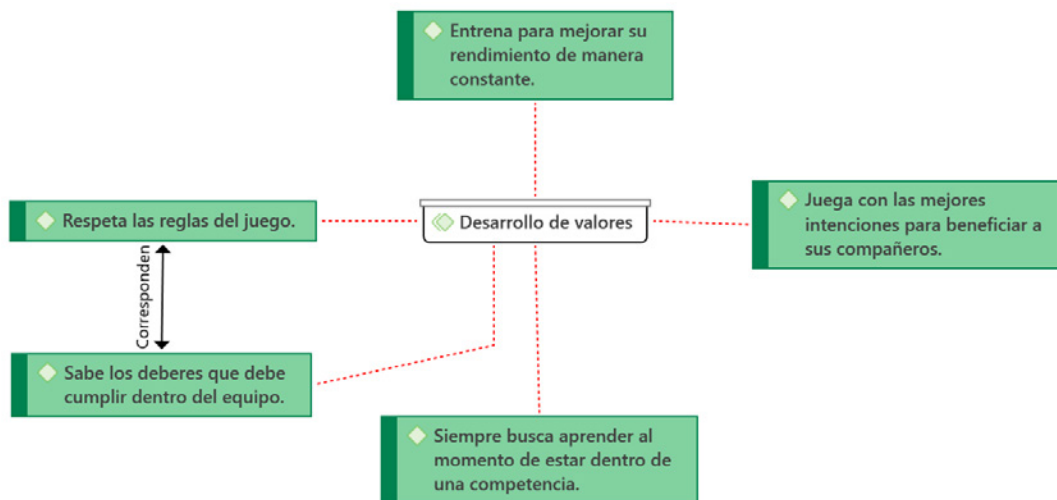 Entrena para mejorar su
rendimiento de manera
constante.
Respeta las reglas del juego.
Desarrollo de valores
Juega con las mejores
intenciones para beneficiar a
sus compañeros.
Corresponden
Sabe los deberes que debe
cumplir dentro del equipo.
Siempre busca aprender al
momento de estar dentro de
una competencia.